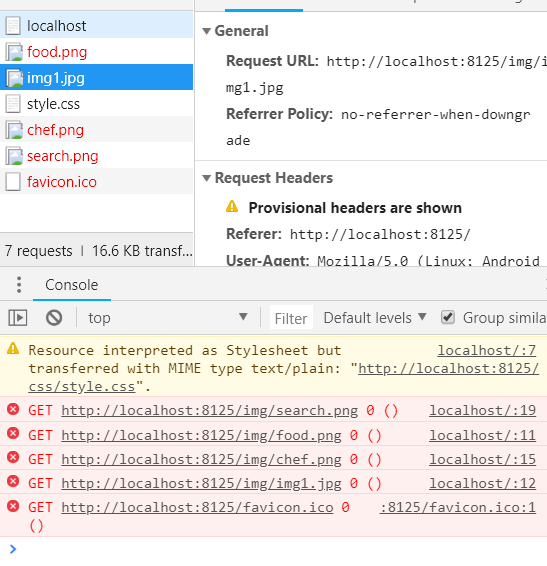 localhost
food.png
img1.jpg
style.css
chef.png
search.png
favicon.ico
7 requests | 16.6 KB transf...
General
Request URL: http://localhost:8125/img/i
mg1.jpg
Referrer Policy: no-referrer-when-downgr
ade
Request Headers
Provisional headers are shown
Referer: http://localhost:8125/
User-Agent: Mozilla/5.0 (Linux; Android
Console
top Filter Default levels Group simila
Resource interpreted as Stylesheet but localhost/:7
transferred with MIME type text/plain: "http://localhost:8125/
css/style.css".
GET http://localhost:8125/img/search.png 0 () localhost/:19
GET http://localhost:8125/img/food.png 0 () localhost/:11
GET http://localhost:8125/img/chef.png 0 () localhost/:15
GET http://localhost:8125/img/img1.jpg 0 () localhost/:12
GET http://localhost:8125/favicon.ico 0 :8125/favicon.ico:1
()